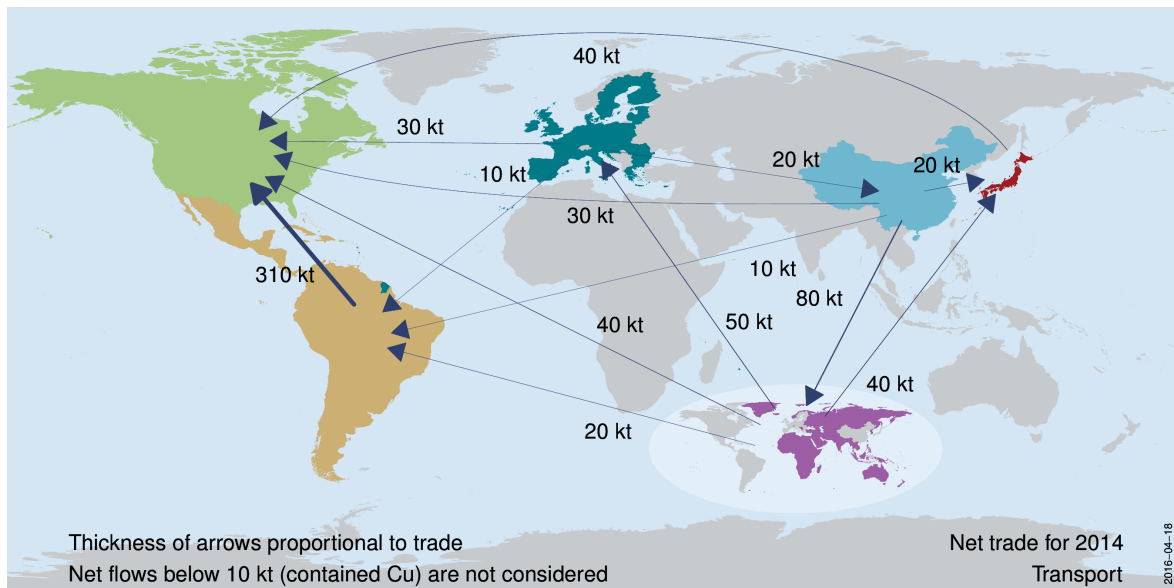 40 kt
30 kt
20 kt
20 kt
10 kt
30 kt
310 kt
10 kt
80 kt
40 kt
50 kt
40 kt
20 kt
Thickness of arrows proportional to trade
Net flows below 10 kt (contained Cu) are not considered
Net trade for 2014
Transport
2016-04-18